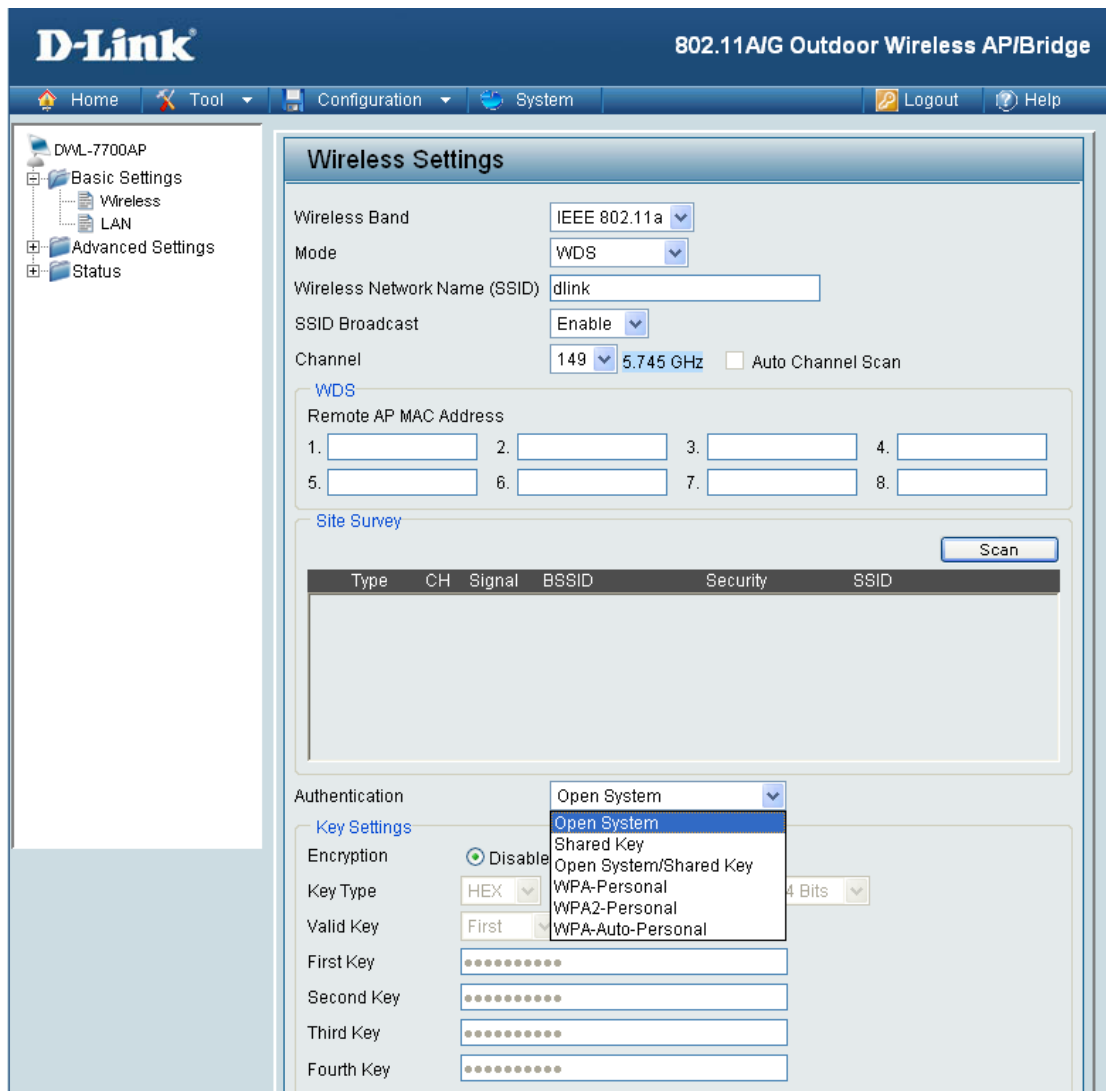 D-Link
802.11A/G Outdoor Wireless AP/Bridge
Home Tool Configuration System Logout Help
DWL-7700AP
Basic Settings
Wireless
LAN
Advanced Settings
Status
Wireless Settings
Wireless Band IEEE 802.11a
Mode WDS
Wireless Network Name (SSID) dlink
SSID Broadcast Enable
Channel 149 5.745 GHz Auto Channel Scan
WDS
Remote AP MAC Address
1. 2. 3. 4.
5. 6. 7. 8.
Site Survey
Scan
Type CH Signal BSSID Security SSID
Authentication Open System
Open System
Shared Key
Open System/Shared Key
WPA-Personal
WPA2-Personal
WPA-Auto-Personal
Key Settings
Encryption Disable
Key Type HEX 4 Bits
Valid Key First
First Key ●●●●●●●●●●
Second Key ●●●●●●●●●●
Third Key ●●●●●●●●●●
Fourth Key ●●●●●●●●●●